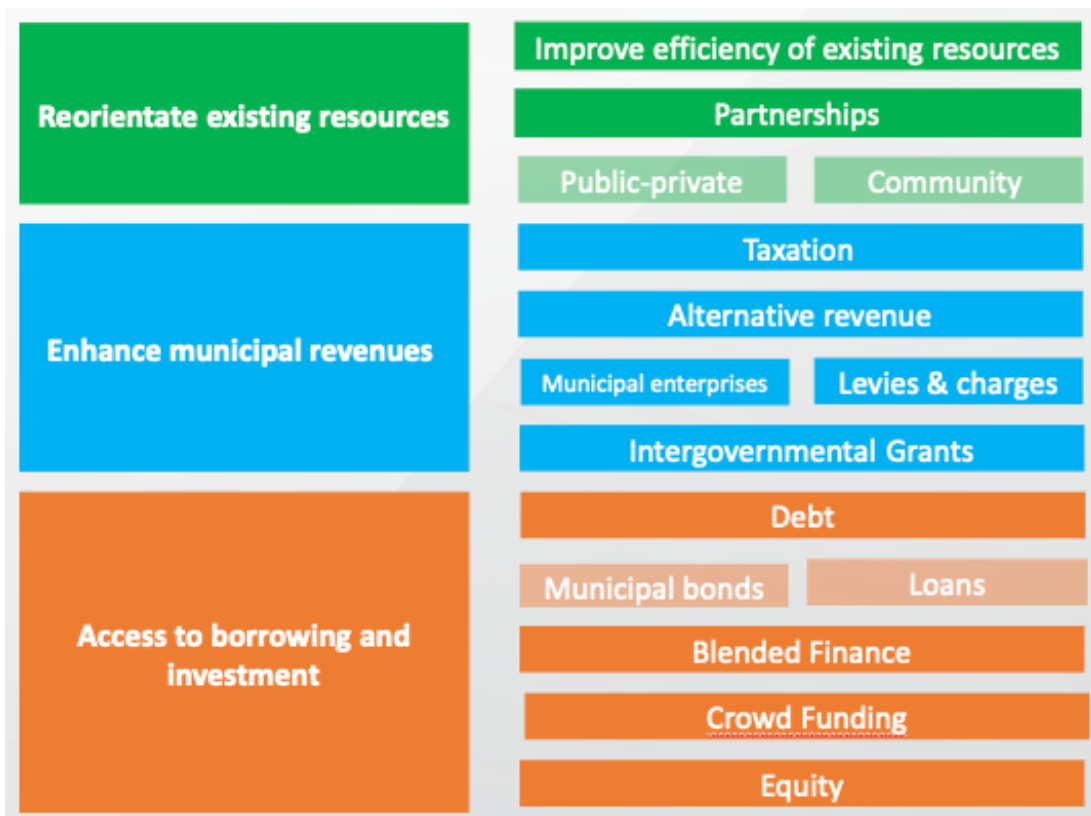 Reorientate existing resources
Improve efficiency of existing resources
Partnerships
Public-private
Community
Enhance municipal revenues
Taxation
Alternative revenue
Municipal enterprises
Levies & charges
Intergovernmental Grants
Access to borrowing and
investment
Debt
Municipal bonds
Loans
Blended Finance
Crowd Funding
Equity